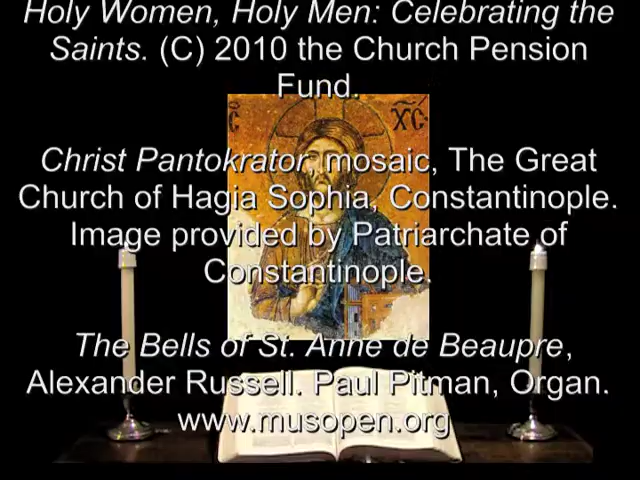 Holy Women, Holy Men: Celebrating the
Saints. (C) 2010 the Church Pension
Fund.
XC
Christ Pantokrator, mosaic, The Great
Church of Hagia Sophia, Constantinople.
Image provided by Patriarchate of
Constantinople.
The Bells of St. Anne de Beaupre,
Alexander Russell. Paul Pitman, Organ.
www.musopen.org